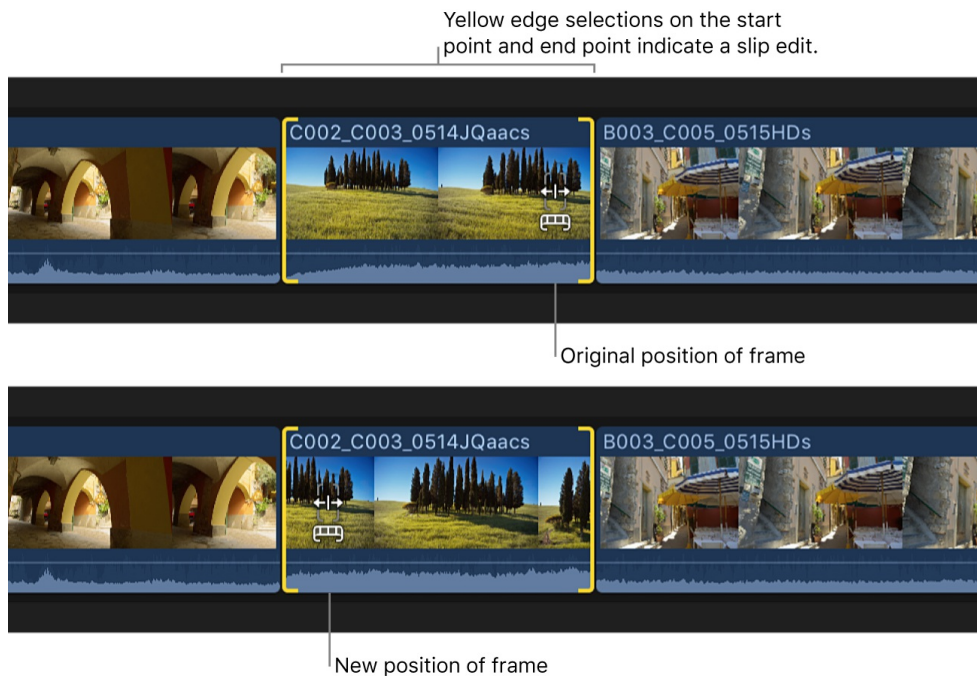 Yellow edge selections on the start
point and end point indicate a slip edit.
C002_C003_0514JQaacs
B003_C005_0515HDs
Original position of frame
C002_C003_0514JQaacs
B003_C005_0515HDs
New position of frame